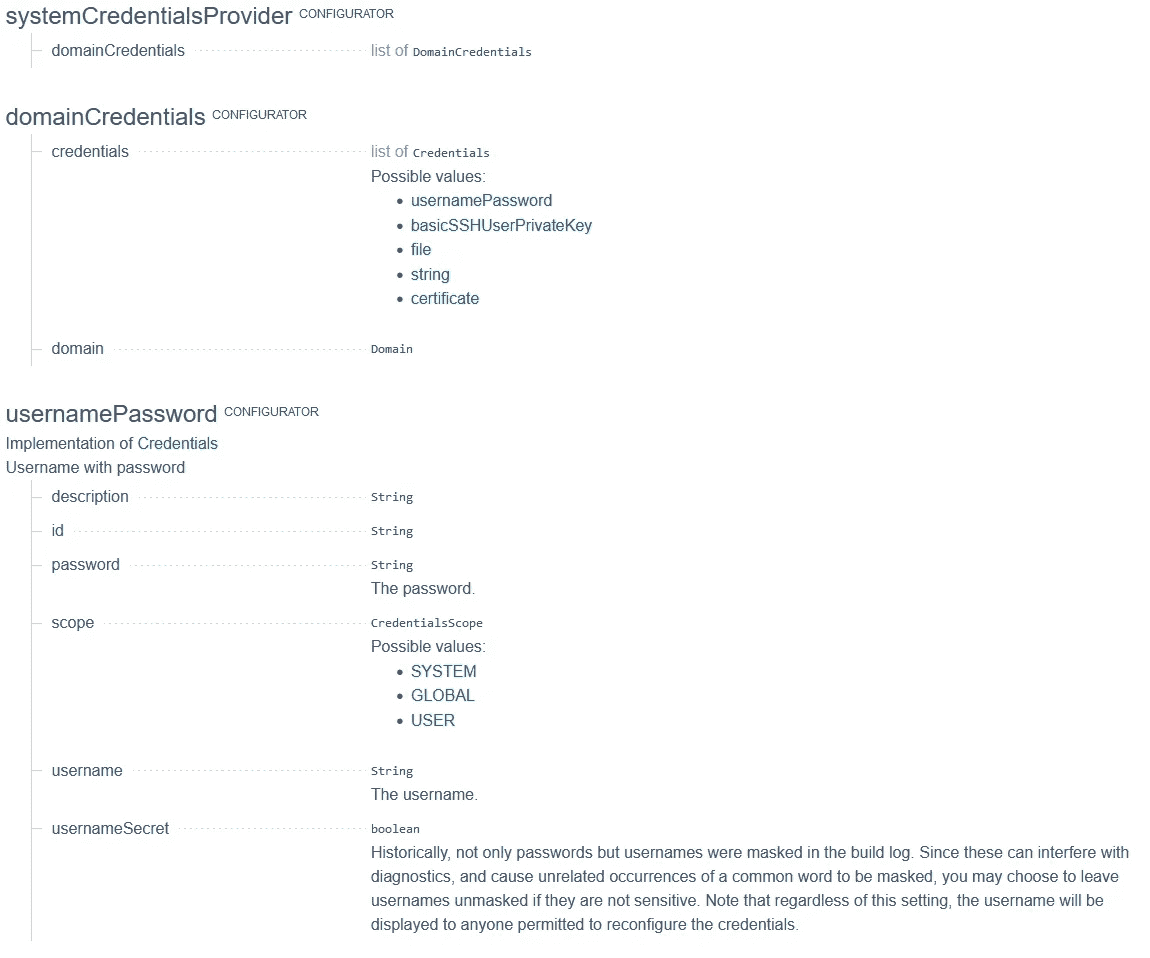 systemCredentialsProvider CONFIGURATOR
domainCredentials list of DomainCredentials
domainCredentials CONFIGURATOR
credentials list of Credentials
Possible values:
• usernamePassword
• basicSSHUserPrivateKey
• file
• string
• certificate
domain Domain
usernamePassword CONFIGURATOR
Implementation of Credentials
Username with password
description String
id String
password String
The password.
scope CredentialsScope
Possible values:
• SYSTEM
• GLOBAL
• USER
username String
The username.
usernameSecret boolean
Historically, not only passwords but usernames were masked in the build log. Since these can interfere with
diagnostics, and cause unrelated occurrences of a common word to be masked, you may choose to leave
usernames unmasked if they are not sensitive. Note that regardless of this setting, the username will be
displayed to anyone permitted to reconfigure the credentials.